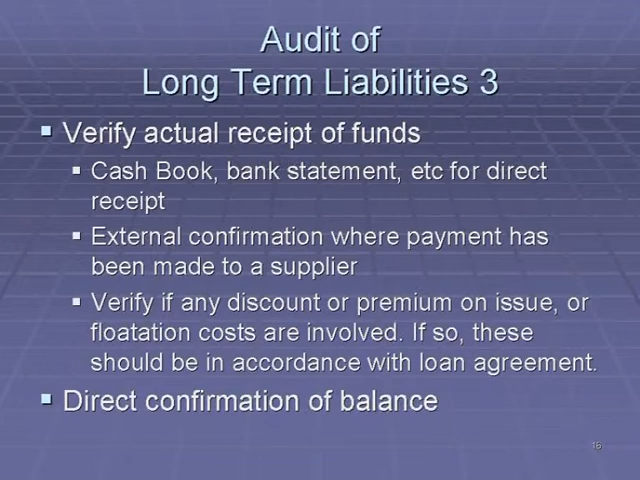 Audit of
Long Term Liabilities 3
▪ Verify actual receipt of funds
▪ Cash Book, bank statement, etc for direct
receipt
▪ External confirmation where payment has
been made to a supplier
▪ Verify if any discount or premium on issue, or
floatation costs are involved. If so, these
should be in accordance with loan agreement.
▪ Direct confirmation of balance